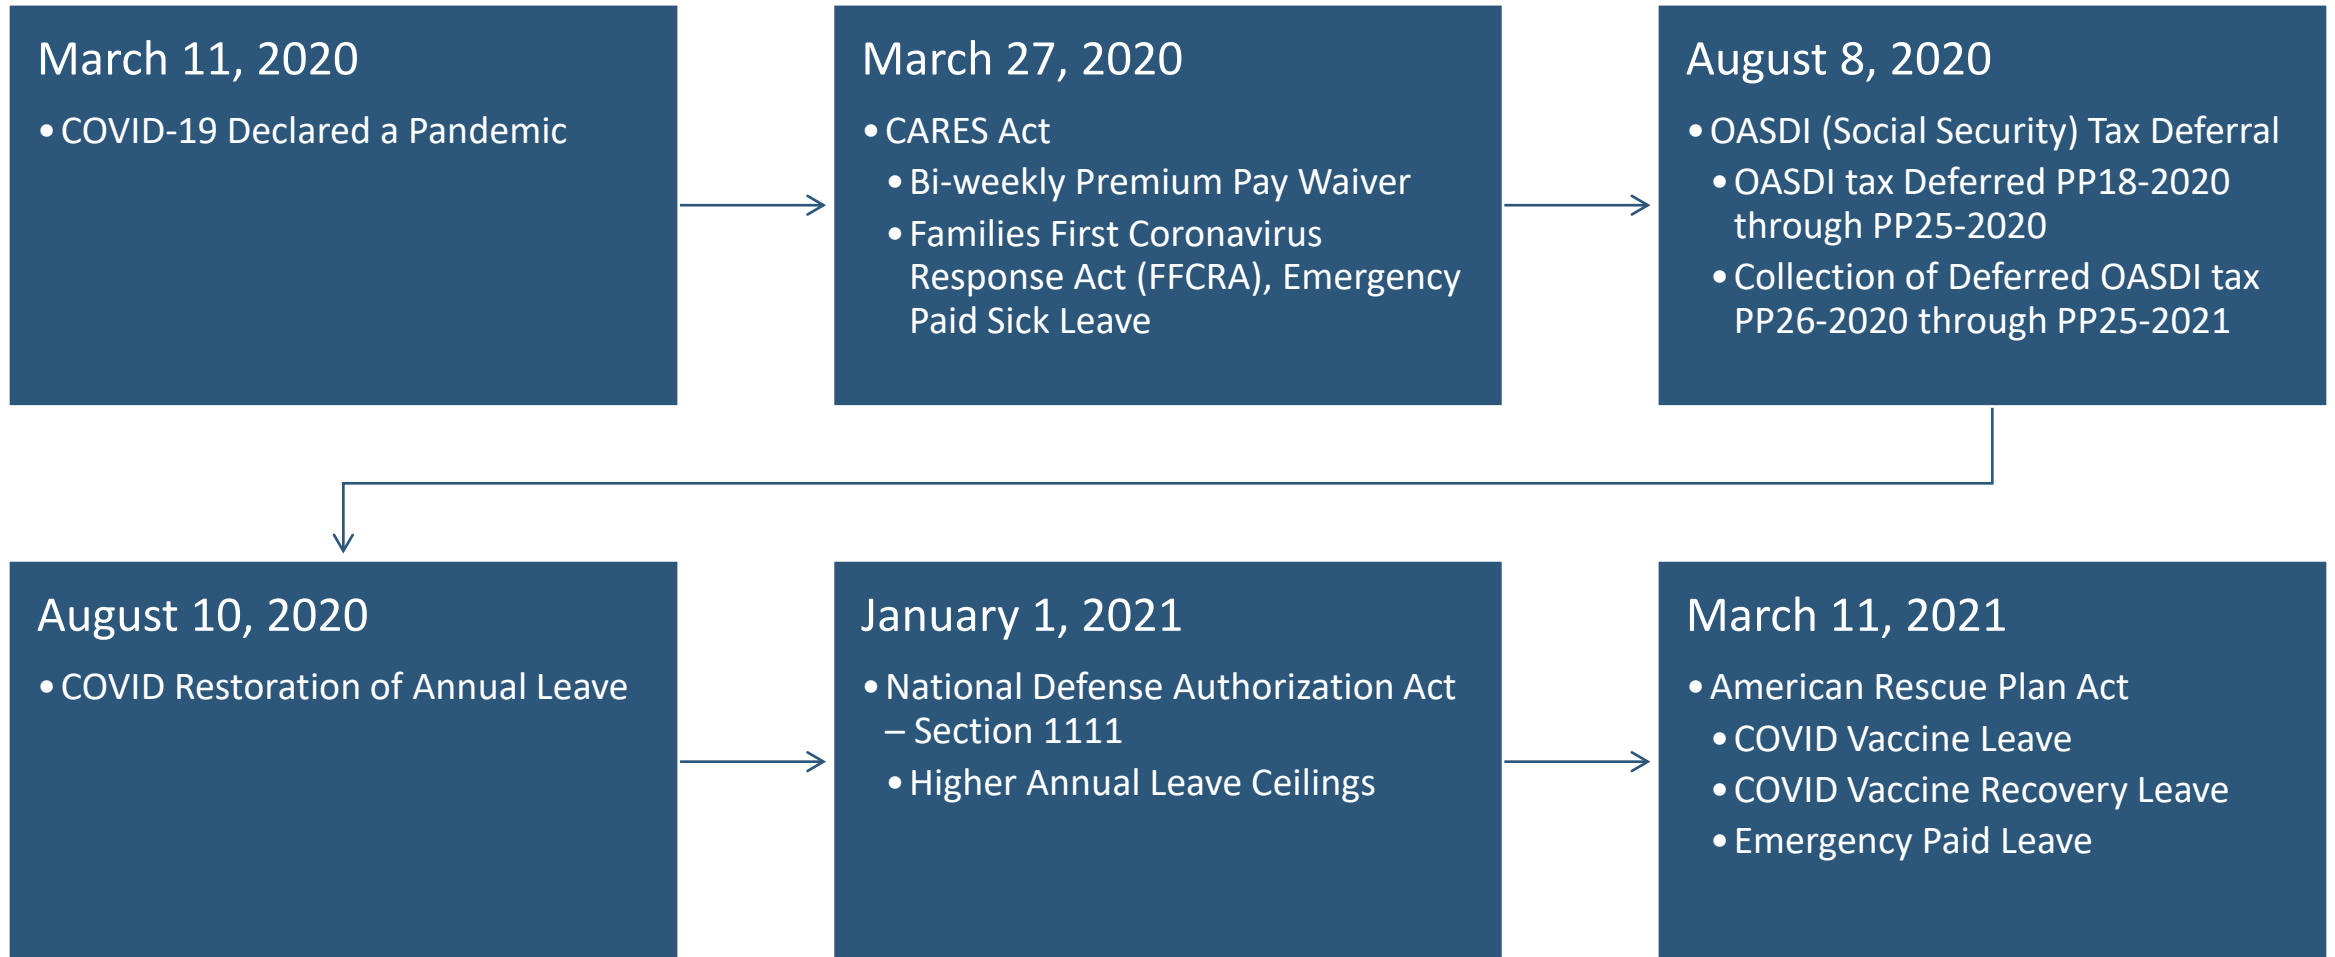 March 11, 2020
•COVID-19 Declared a Pandemic
March 27, 2020
•CARES Act
•Bi-weekly Premium Pay Waiver
•Families First Coronavirus
Response Act (FFCRA), Emergency
Paid Sick Leave
August 8, 2020
•OASDI (Social Security) Tax Deferral
•OASDI tax Deferred PP18-2020
through PP25-2020
•Collection of Deferred OASDI tax
PP26-2020 through PP25-2021
August 10, 2020
•COVID Restoration of Annual Leave
January 1, 2021
•National Defense Authorization Act
– Section 1111
•Higher Annual Leave Ceilings
March 11, 2021
•American Rescue Plan Act
•COVID Vaccine Leave
•COVID Vaccine Recovery Leave
•Emergency Paid Leave